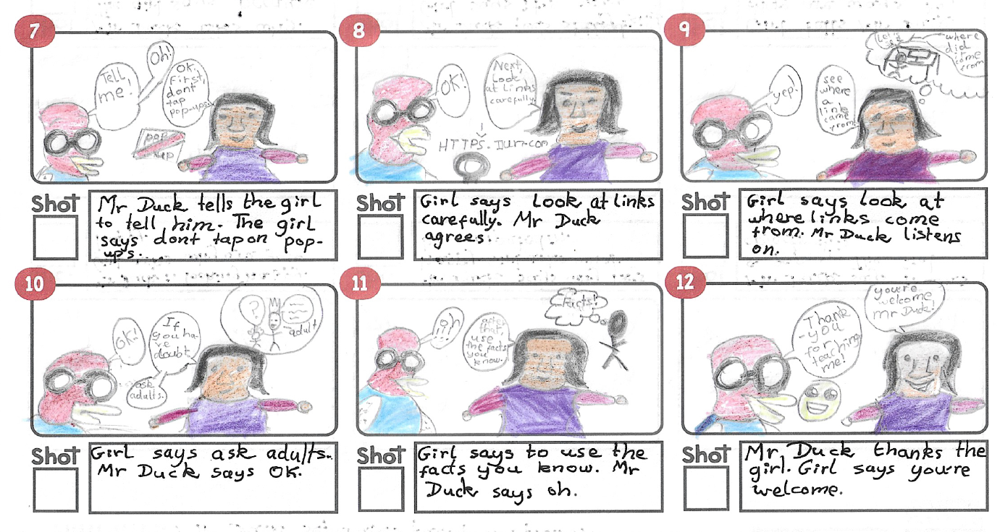 7
Tell
me!
Oh!
OK,
First,
dont
tap
pop-ups.
pop
up
Shot
Mr Duck tells the girl
to tell him. The girl
says dont tap on pop-
ups.
8
OK!
Next,
Look
at Links
carefully.
Shot
Girl says Look at links
carefully. Mr Duck
agrees.
9
yep!
see
where
a
link
came
from.
Let's
see
where
did
it
come
from
Shot
Girl says look at
where links come
from. Mr Duck listens
on.
10
OK!
If
you ha-
ve
doubt
ask
adults.
?
adult
Shot
Girl says ask adults.
Mr Duck says OK.
11
oh
!!!
after
that
use
the facts
you
know.
Facts!
Shot
Girl says to use the
facts you know. Mr
Duck says oh.
12
Thank
-you
for
teaching
me!
you're
welcome,
Mr Duck!
Shot
Mr Duck thanks the
girl. Girl says you're
welcome.